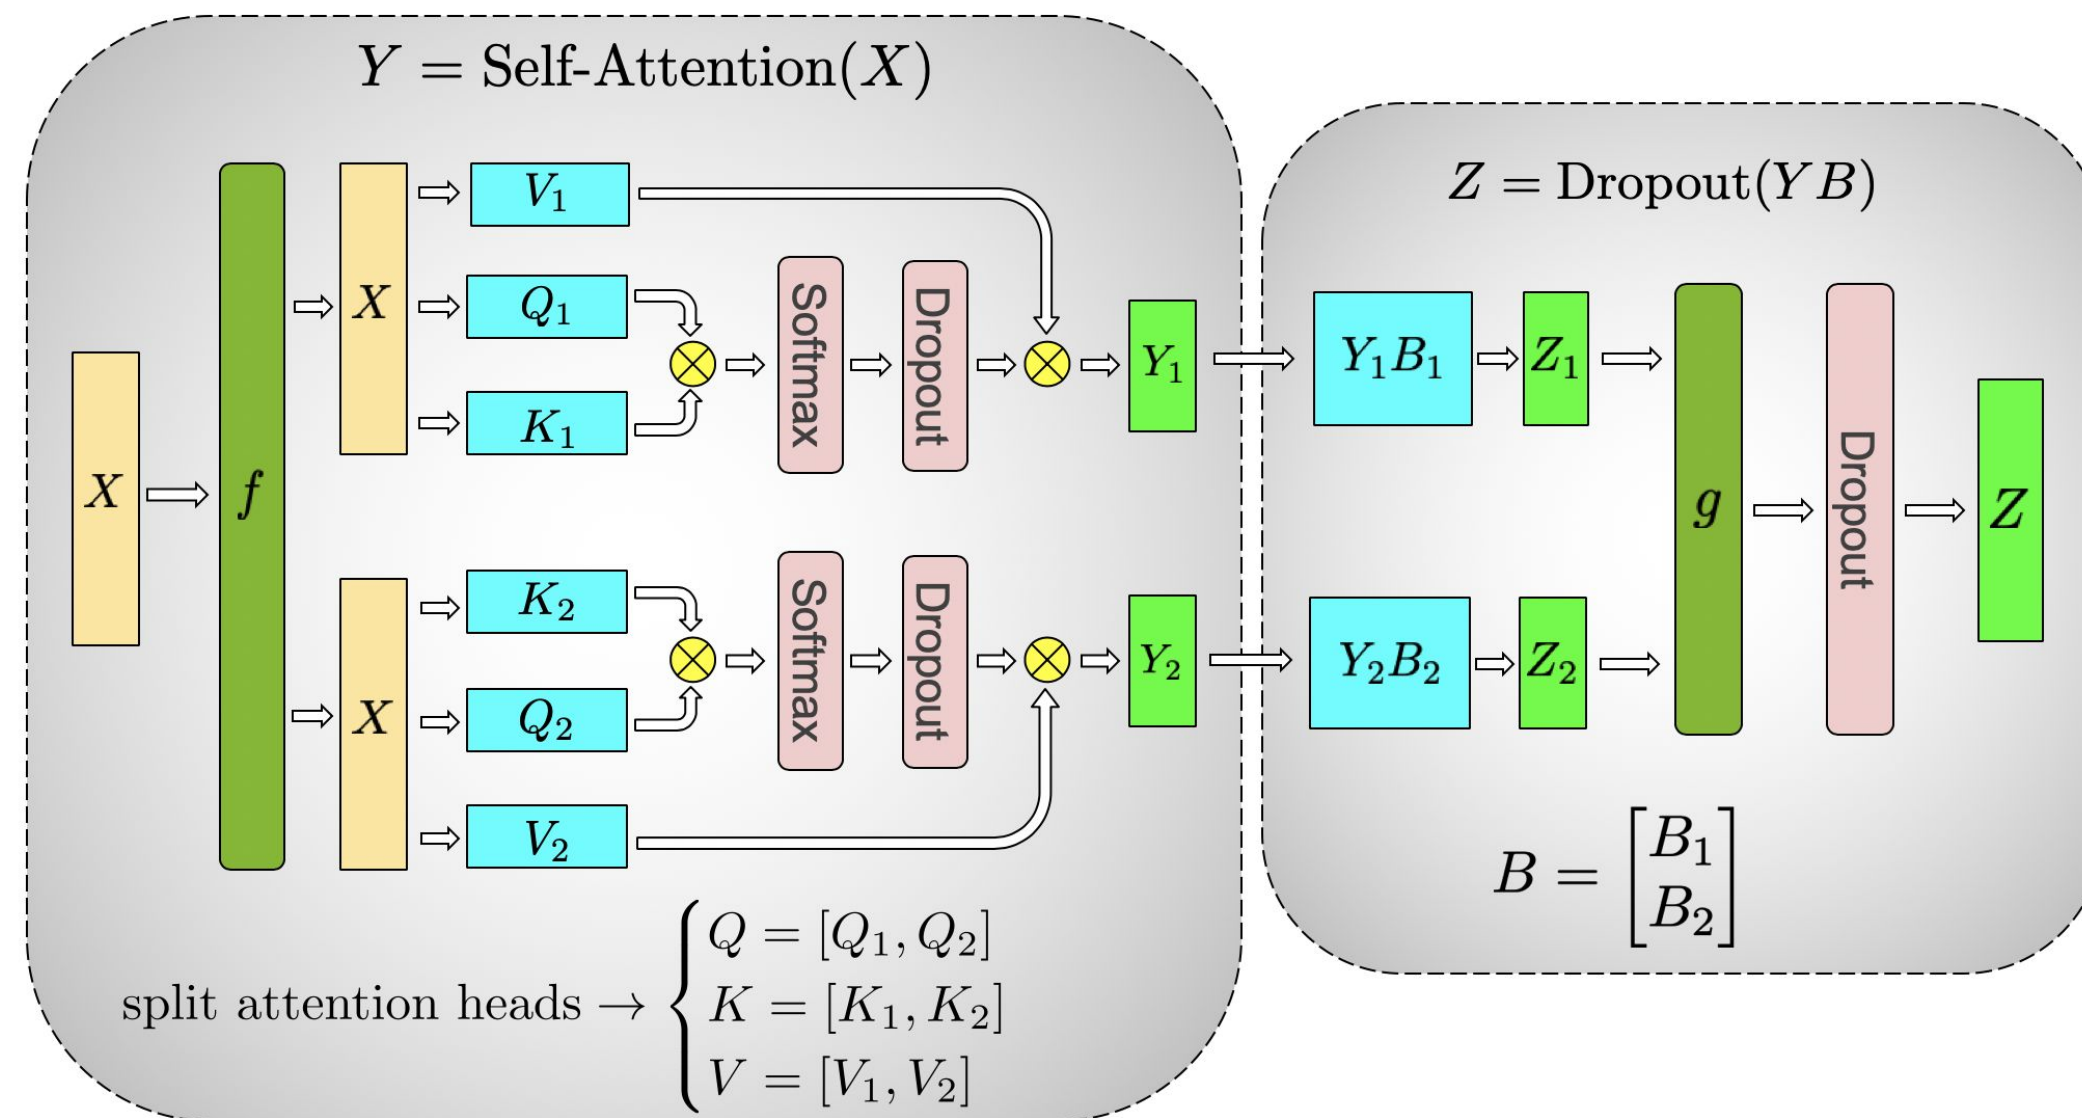 Y = Self-Attention(X)
X
f
X
V₁
Q₁
K₁
Softmax
Dropout
Y₁
X
K₂
Q₂
V₂
Softmax
Dropout
Y₂
split attention heads →
Q = [Q₁, Q₂]
K = [K₁, K₂]
V = [V₁, V₂]
Z = Dropout(YB)
Y₁B₁
Z₁
Y₂B₂
Z₂
g
Dropout
Z
B = [B₁
B₂]